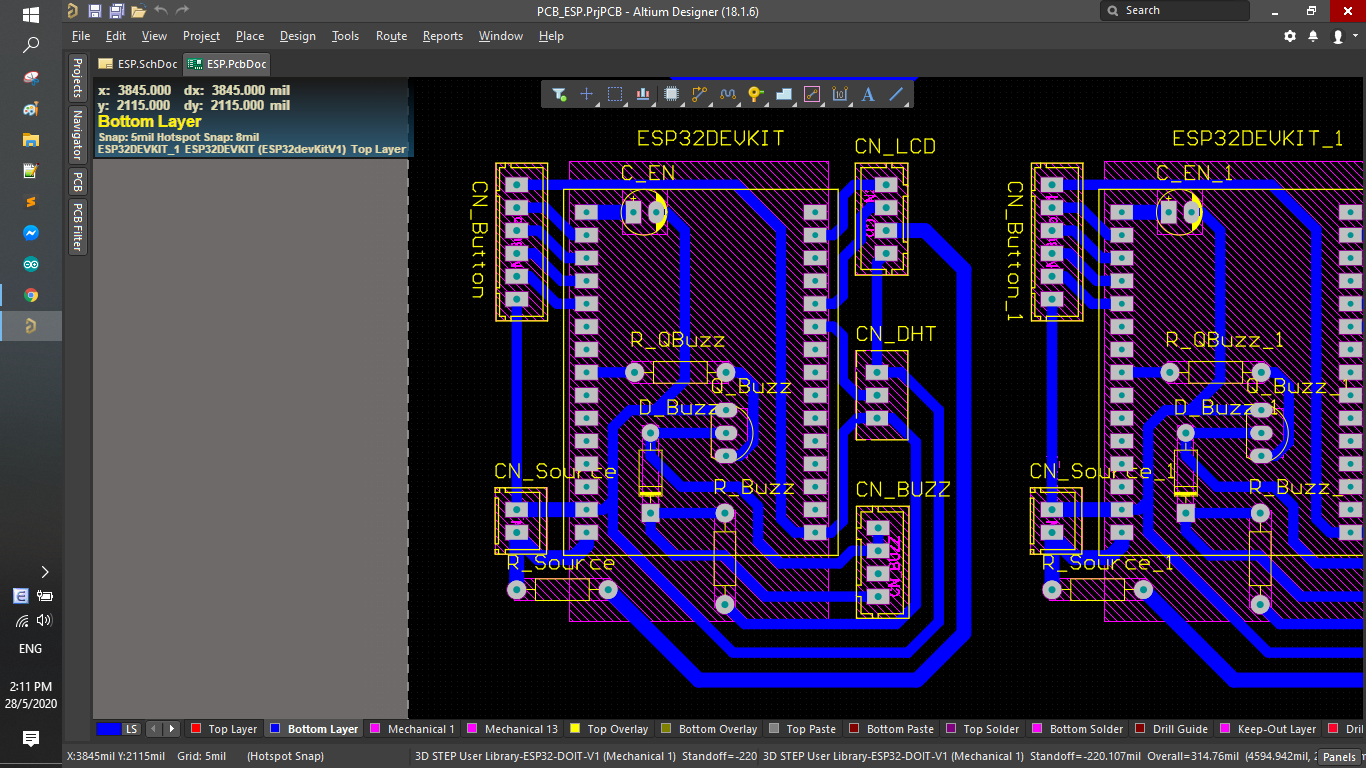 PCB_ESP.PrjPCB - Altium Designer (18.1.6)
Search
File Edit View Project Place Design Tools Route Reports Window Help
ESP.SchDoc ESP.PcbDoc
Projects
Navigator
PCB
PCB Filter
x: 3845.000 dx: 3845.000 mil
y: 2115.000 dy: 2115.000 mil
Bottom Layer
Snap: 5mil Hotspot Snap: 8mil
ESP32DEVKIT_1 ESP32DEVKIT (ESP32devKitV1) Top Layer
ESP32DEVKIT
CN_LCD
C_EN
CN_Button
CN_DHT
R_QBuzz
Q_Buzz
D_Buzz
CN_Source
R_Buzz
CN_BUZZ
CN_BUZZ
R_Source
ESP32DEVKIT_1
C_EN_1
CN_Button_1
R_QBuzz_1
Q_Buzz_1
D_Buzz_1
CN_Source_1
R_Buzz_
R_Source_1
ENG
2:11 PM
28/5/2020
LS Top Layer Bottom Layer Mechanical 1 Mechanical 13 Top Overlay Bottom Overlay Top Paste Bottom Paste Top Solder Bottom Solder Drill Guide Keep-Out Layer Dril
X:3845mil Y:2115mil Grid: 5mil (Hotspot Snap) 3D STEP User Library-ESP32-DOIT-V1 (Mechanical 1) Standoff=-220 3D STEP User Library-ESP32-DOIT-V1 (Mechanical 1) Standoff=-220.107mil Overall=314.76mil (4594.942mil, 2 Panels